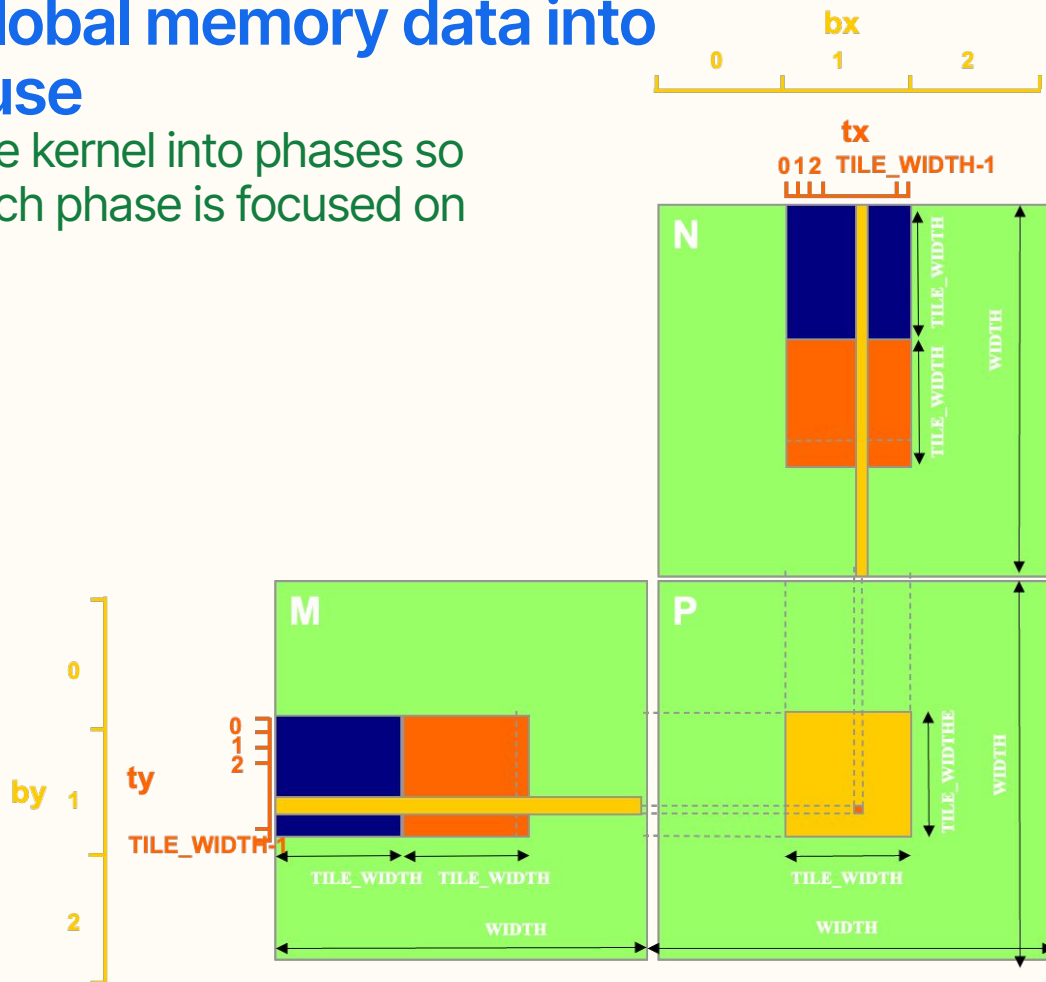 lobal memory data into
use
e kernel into phases so
ch phase is focused on
bx
0 1 2
tx
0 1 2 TILE_WIDTH-1
N
TILE_WIDTH
TILE_WIDTH
WIDTH
M
P
0
1
2
by
ty
0
1
2
TILE_WIDTH-1
TILE_WIDTH TILE_WIDTH
WIDTH
TILE_WIDTHE
WIDTH
TILE_WIDTH
WIDTH